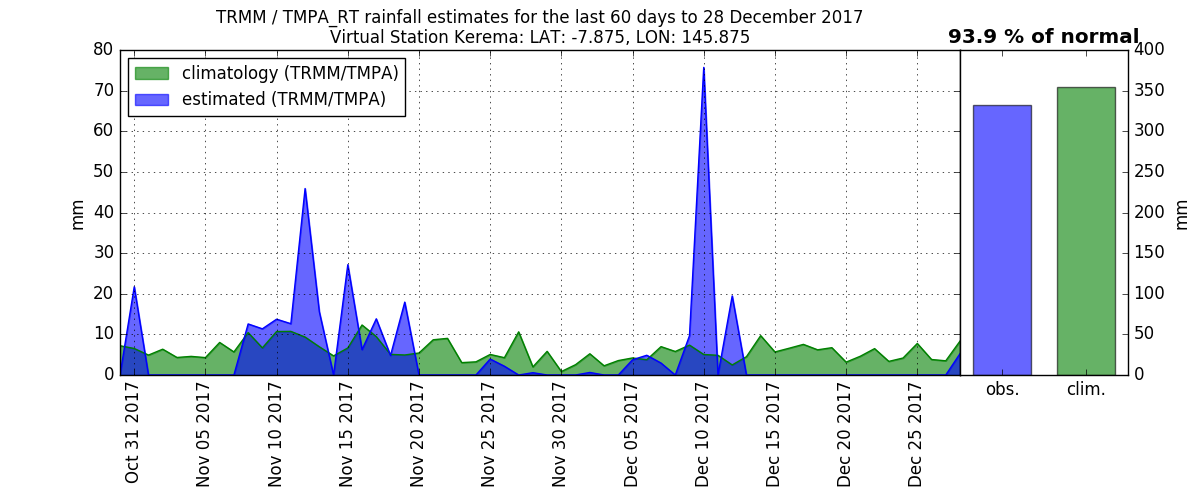 TRMM / TMPA_RT rainfall estimates for the last 60 days to 28 December 2017
Virtual Station Kerema: LAT: -7.875, LON: 145.875
93.9 % of normal
climatology (TRMM/TMPA)
estimated (TRMM/TMPA)
mm
80
70
60
50
40
30
20
10
0
400
350
300
250
200
150
100
50
0
mm
Oct 31 2017
Nov 05 2017
Nov 10 2017
Nov 15 2017
Nov 20 2017
Nov 25 2017
Nov 30 2017
Dec 05 2017
Dec 10 2017
Dec 15 2017
Dec 20 2017
Dec 25 2017
obs.
clim.